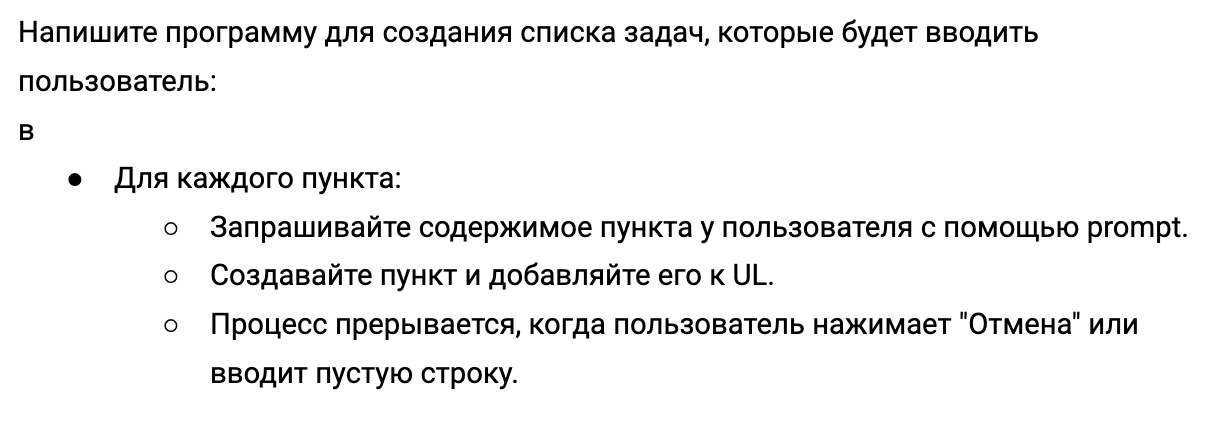 Напишите программу для создания списка задач, которые будет вводить
пользователь:
в
● Для каждого пункта:
○ Запрашивайте содержимое пункта у пользователя с помощью prompt.
○ Создавайте пункт и добавляйте его к UL.
○ Процесс прерывается, когда пользователь нажимает "Отмена" или
вводит пустую строку.